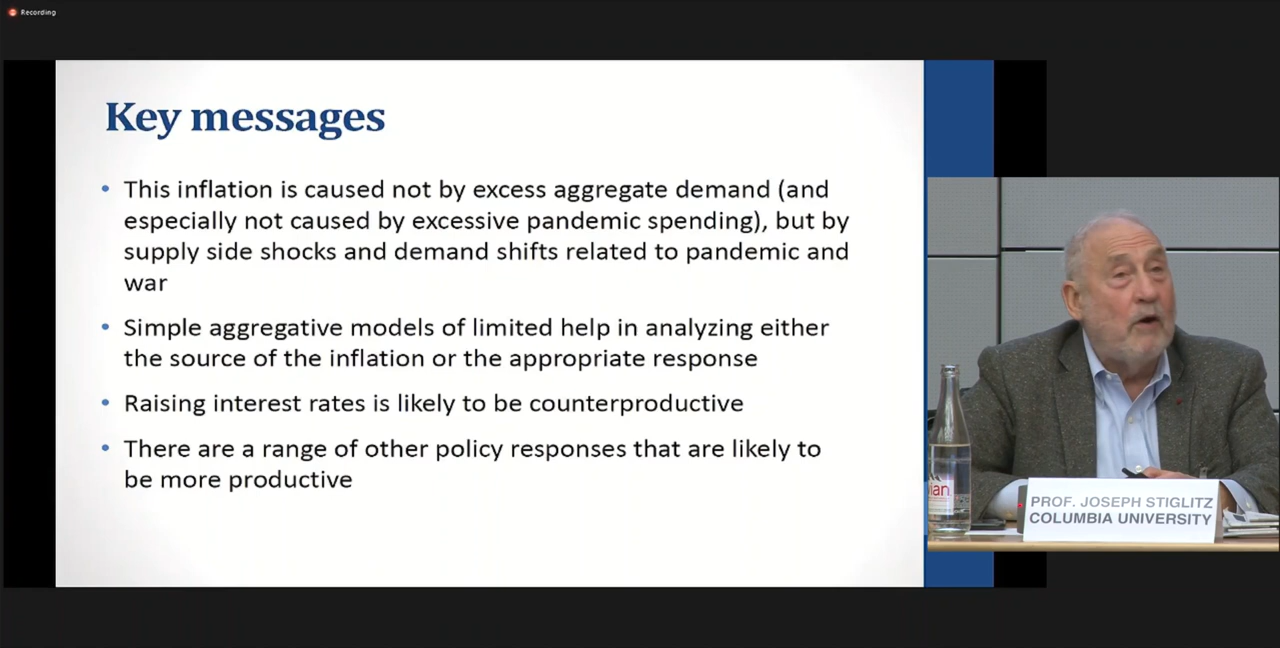 Recording
Key messages
• This inflation is caused not by excess aggregate demand (and
especially not caused by excessive pandemic spending), but by
supply side shocks and demand shifts related to pandemic and
war
• Simple aggregative models of limited help in analyzing either
the source of the inflation or the appropriate response
• Raising interest rates is likely to be counterproductive
• There are a range of other policy responses that are likely to
be more productive
ian
PROF. JOSEPH STIGLITZ
COLUMBIA UNIVERSITY